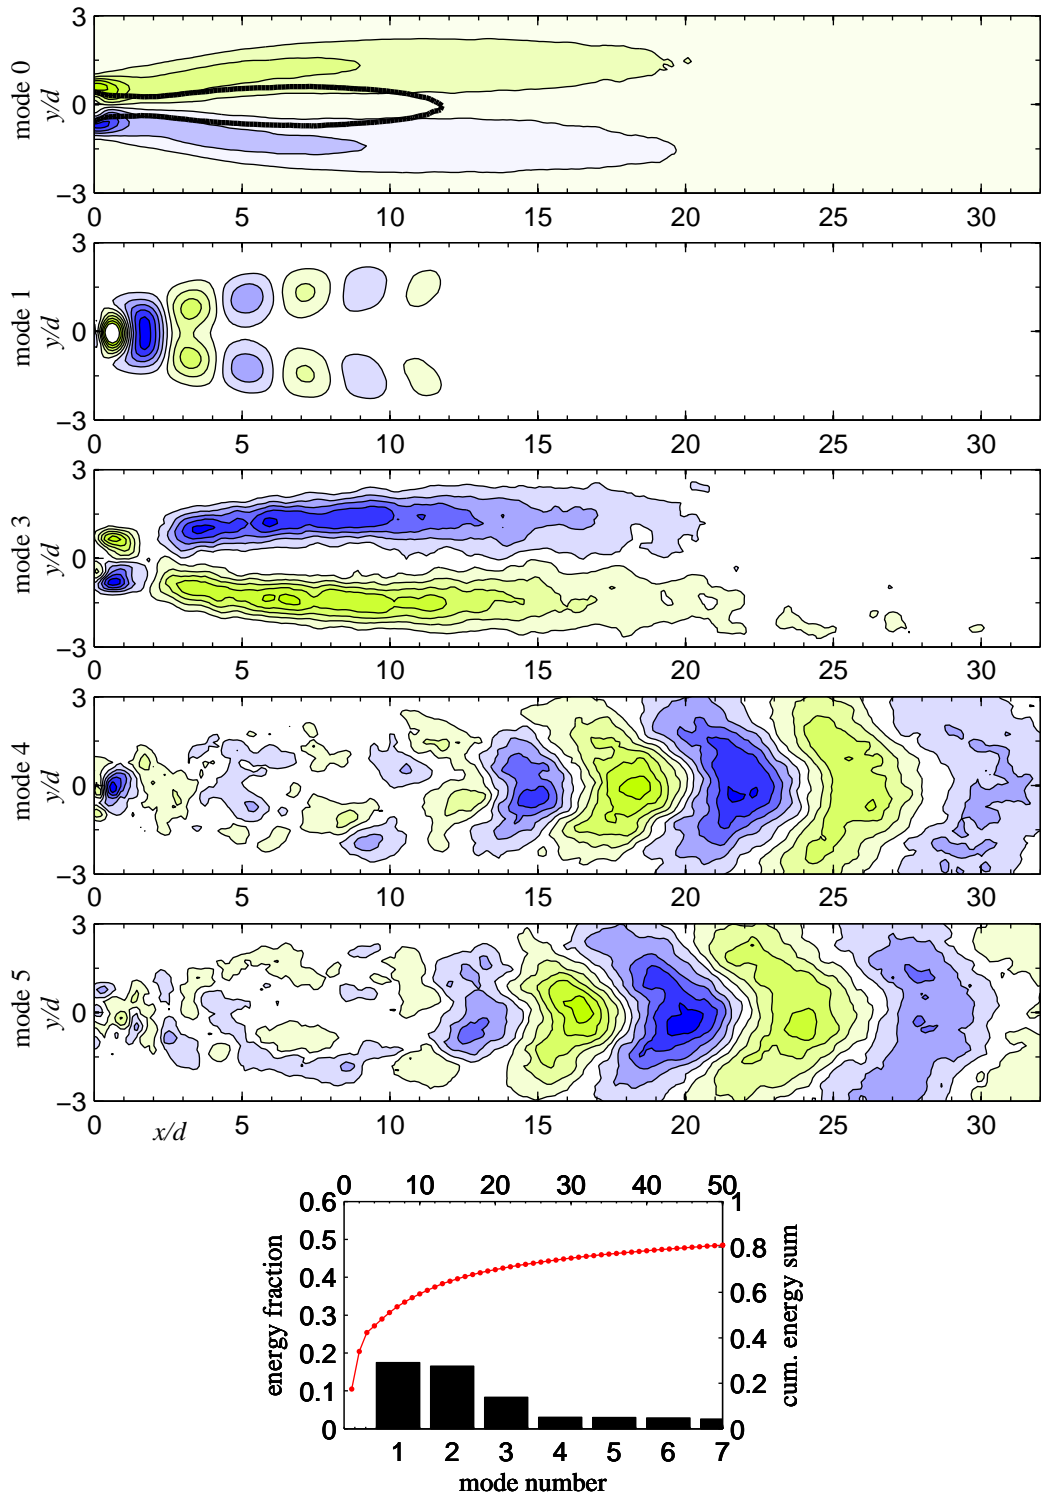 mode 0
y/d
3
0
−3
0 5 10 15 20 25 30
mode 1
y/d
3
0
−3
0 5 10 15 20 25 30
mode 3
y/d
3
0
−3
0 5 10 15 20 25 30
mode 4
y/d
3
0
−3
0 5 10 15 20 25 30
mode 5
y/d
3
0
−3
0 5 10 15 20 25 30
x/d
0 10 20 30 40 50
energy fraction
0.6
0.5
0.4
0.3
0.2
0.1
0
1
0.8
0.6
0.4
0.2
0
cum. energy sum
1 2 3 4 5 6 7
mode number